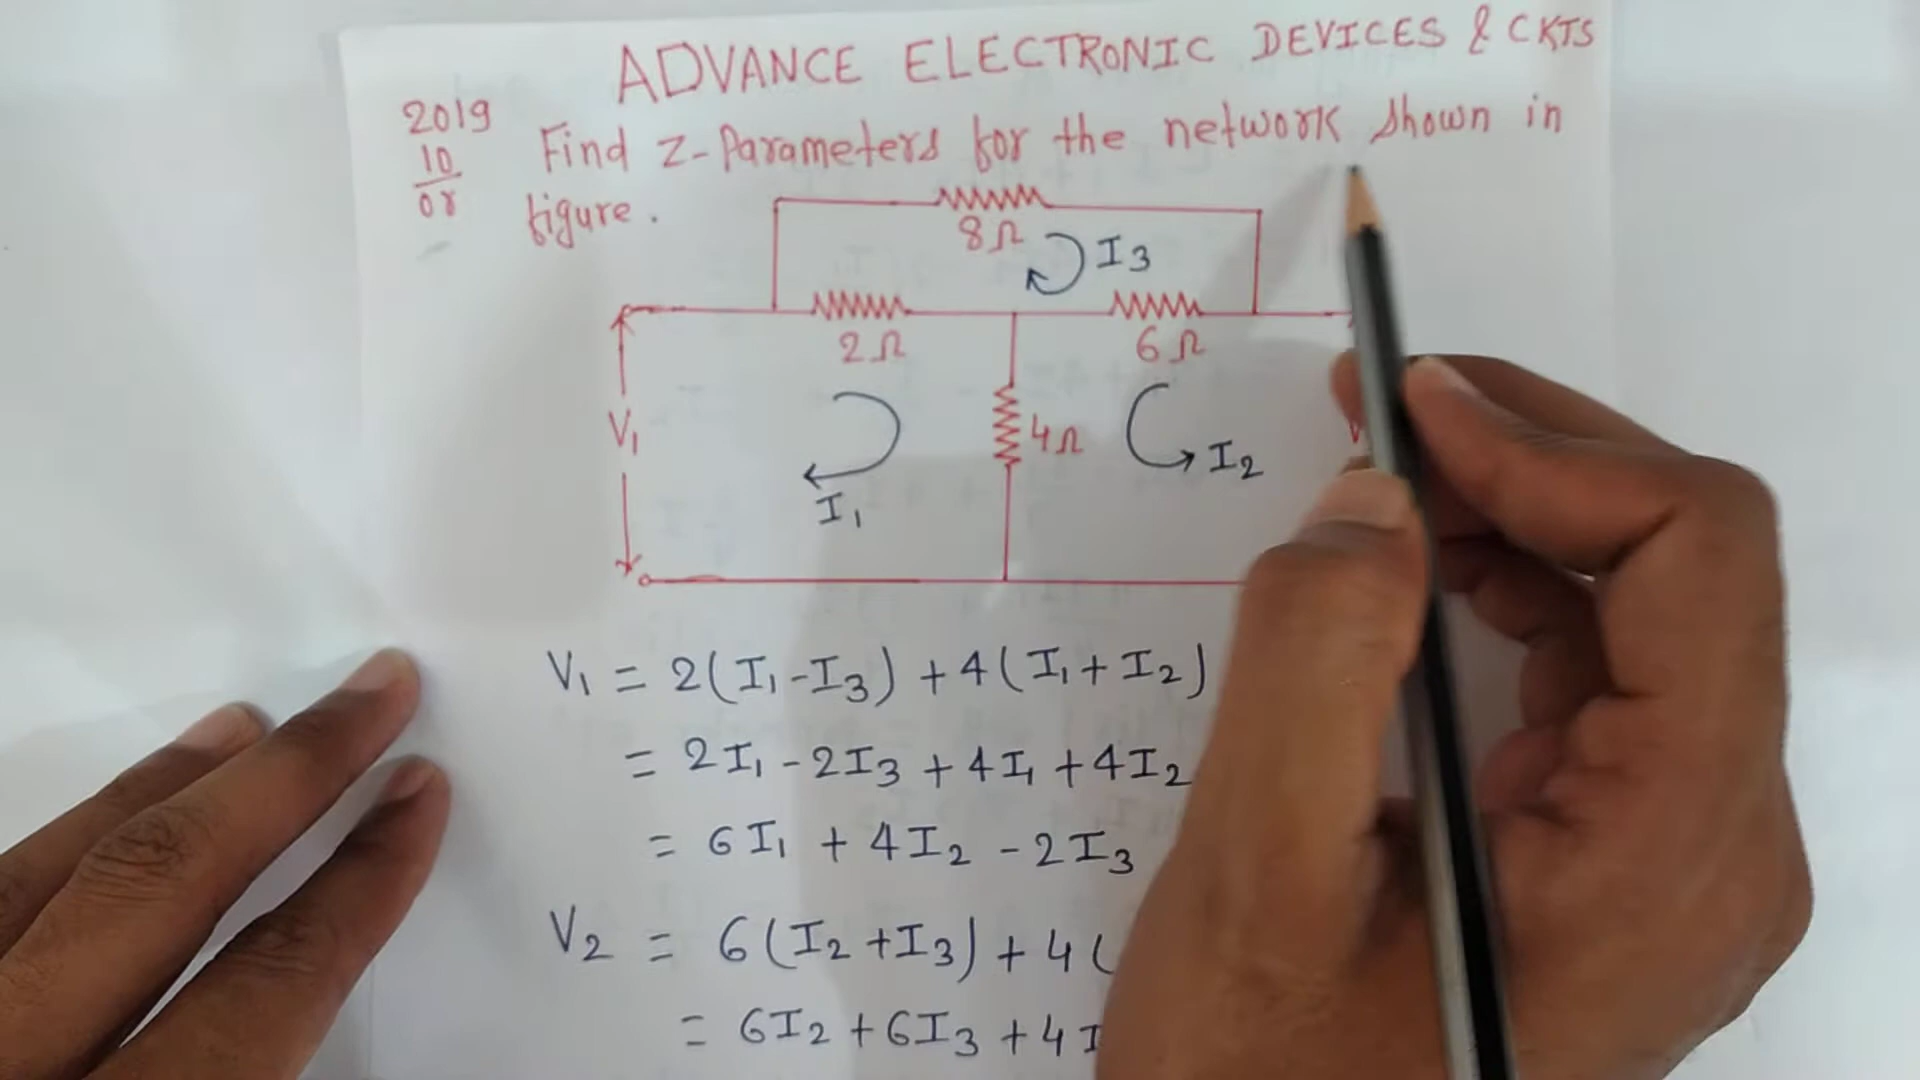 ADVANCE ELECTRONIC DEVICES & CKTS
2019
10
08
Find Z-Parameters for the network shown in
figure.
8Ω
I3
2Ω
6Ω
V1
4Ω
I2
I1
V1 = 2(I1-I3) + 4(I1+I2)
= 2I1 - 2I3 + 4I1 + 4I2
= 6I1 + 4I2 - 2I3
V2 = 6(I2+I3) + 4(
= 6I2 + 6I3 + 4I